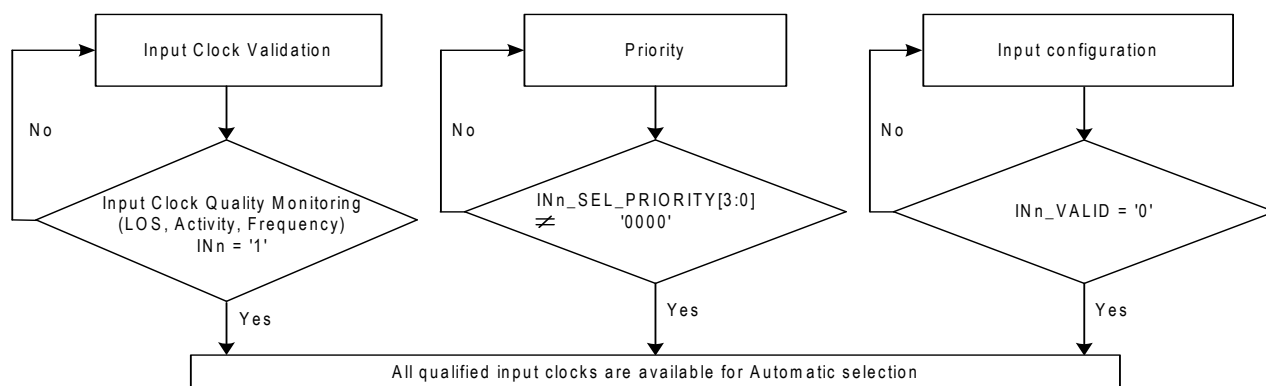 Input Clock Validation
No
Input Clock Quality Monitoring
(LOS, Activity, Frequency)
INn = '1'
Yes
Priority
No
INn_SEL_PRIORITY[3:0]
≠ '0000'
Yes
Input configuration
No
INn_VALID = '0'
Yes
All qualified input clocks are available for Automatic selection